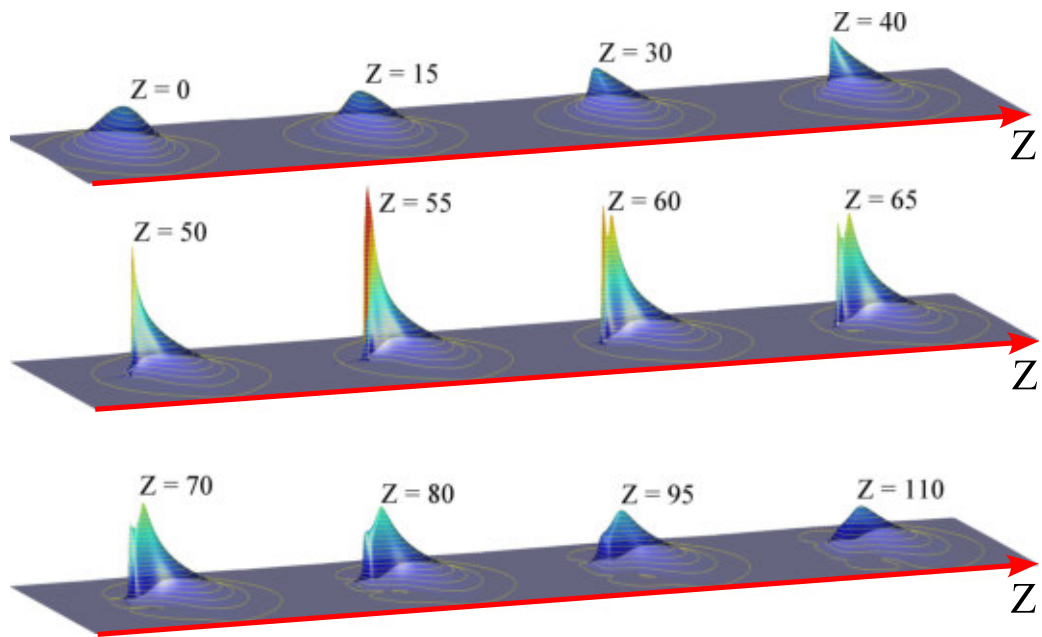 Z = 0
Z = 15
Z = 30
Z = 40
Z
Z = 50
Z = 55
Z = 60
Z = 65
Z
Z = 70
Z = 80
Z = 95
Z = 110
Z